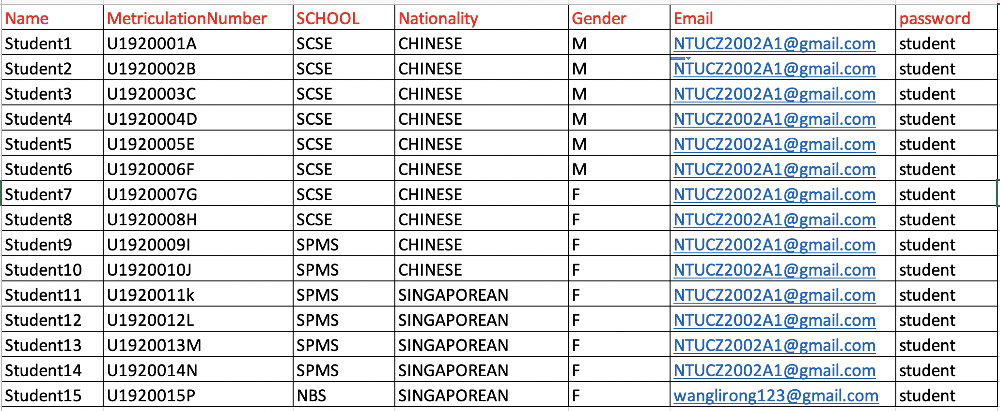 Name MetriculationNumber SCHOOL Nationality Gender Email password
Student1 U1920001A SCSE CHINESE M NTUCZ2002A1@gmail.com student
Student2 U1920002B SCSE CHINESE M NTUCZ2002A1@gmail.com student
Student3 U1920003C SCSE CHINESE M NTUCZ2002A1@gmail.com student
Student4 U1920004D SCSE CHINESE M NTUCZ2002A1@gmail.com student
Student5 U1920005E SCSE CHINESE M NTUCZ2002A1@gmail.com student
Student6 U1920006F SCSE CHINESE M NTUCZ2002A1@gmail.com student
Student7 U1920007G SCSE CHINESE F NTUCZ2002A1@gmail.com student
Student8 U1920008H SCSE CHINESE F NTUCZ2002A1@gmail.com student
Student9 U1920009I SPMS CHINESE F NTUCZ2002A1@gmail.com student
Student10 U1920010J SPMS CHINESE F NTUCZ2002A1@gmail.com student
Student11 U1920011k SPMS SINGAPOREAN F NTUCZ2002A1@gmail.com student
Student12 U1920012L SPMS SINGAPOREAN F NTUCZ2002A1@gmail.com student
Student13 U1920013M SPMS SINGAPOREAN F NTUCZ2002A1@gmail.com student
Student14 U1920014N SPMS SINGAPOREAN F NTUCZ2002A1@gmail.com student
Student15 U1920015P NBS SINGAPOREAN F wanglirong123@gmail.com student